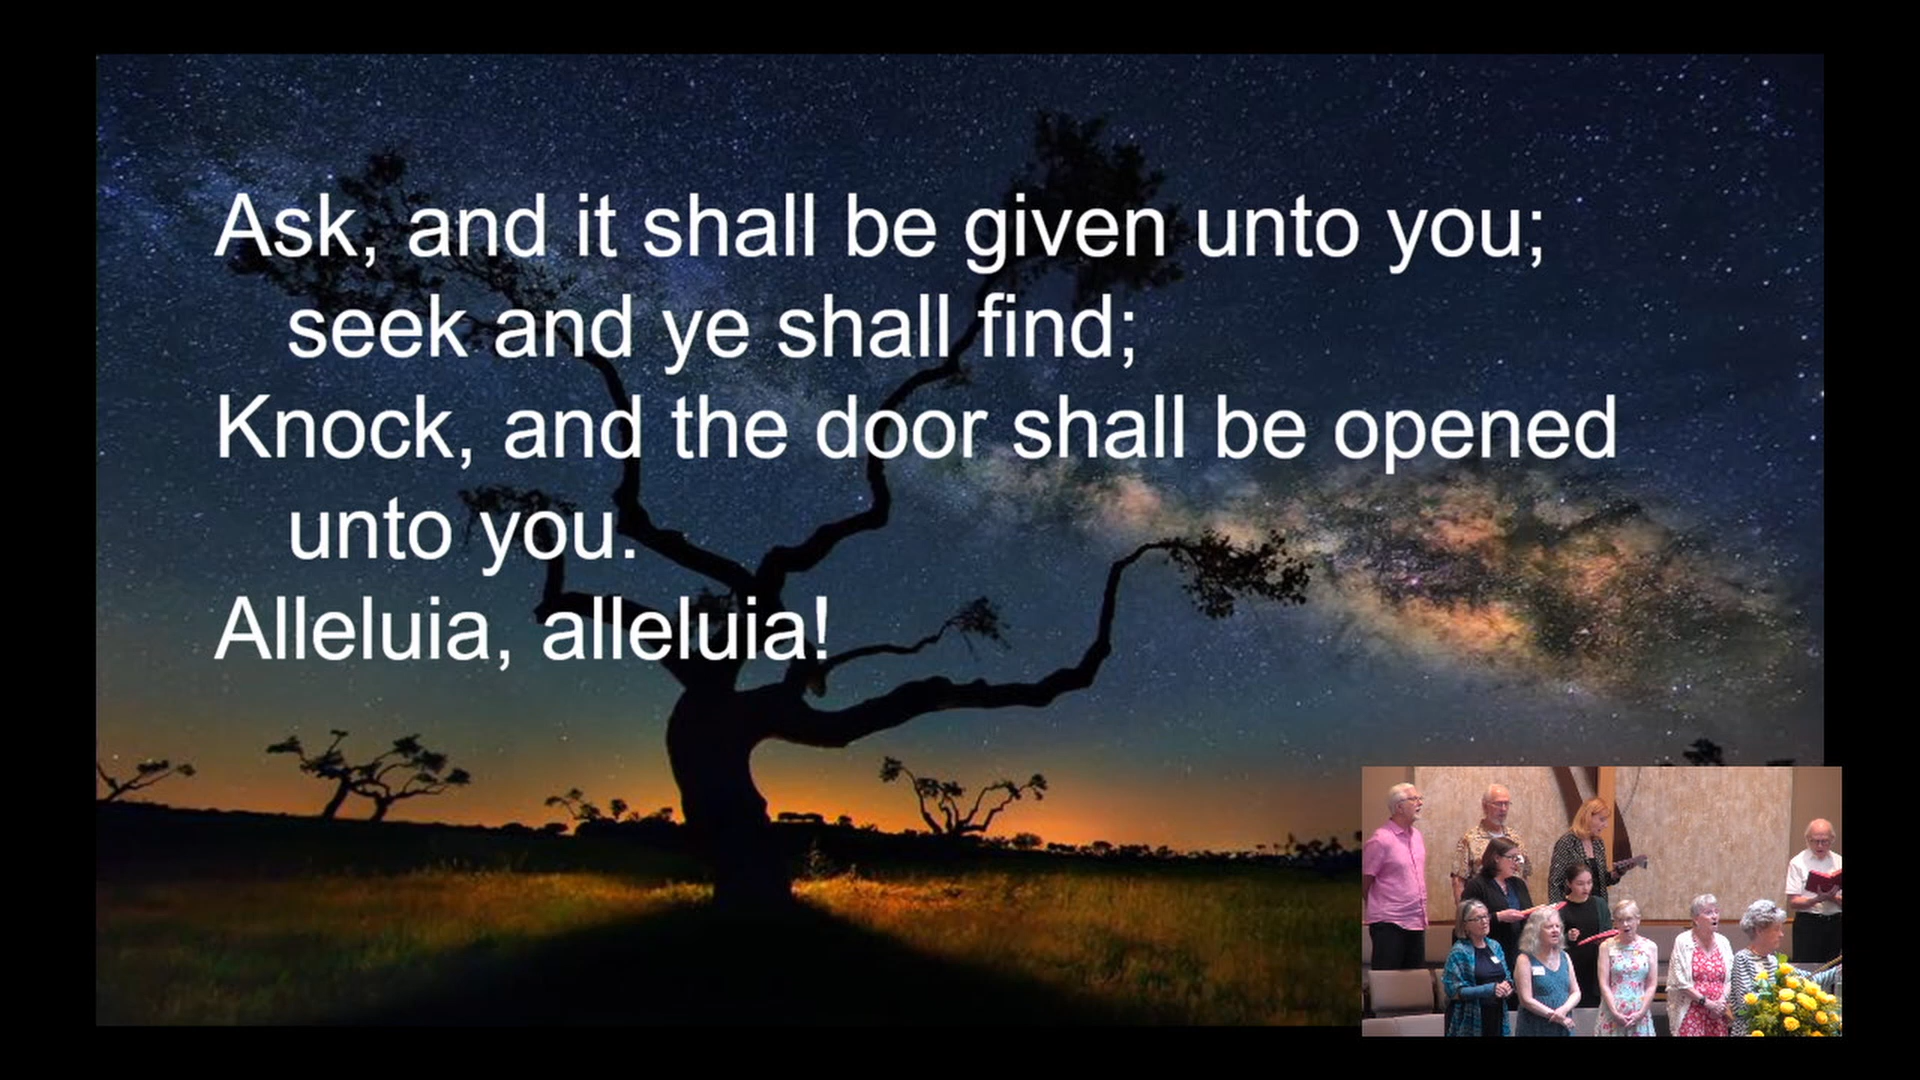 Ask, and it shall be given unto you;
seek and ye shall find;
Knock, and the door shall be opened
unto you.
Alleluia, alleluia!